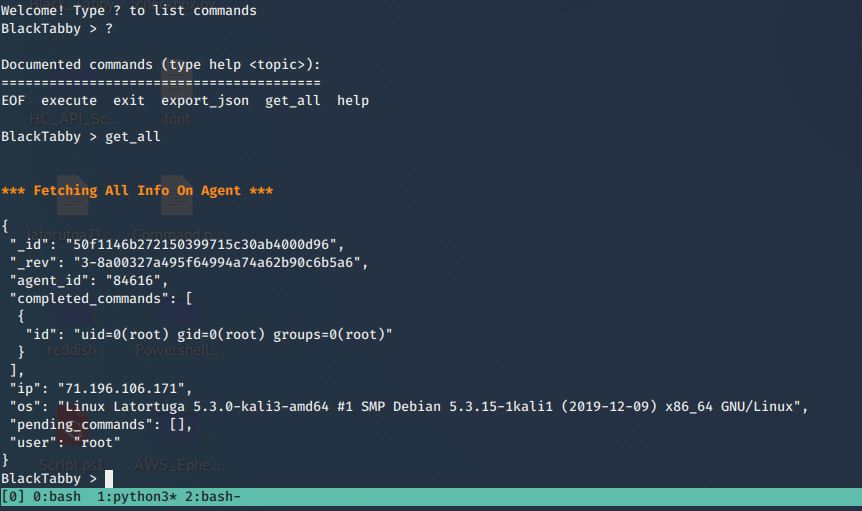 Welcome! Type ? to list commands
BlackTabby > ?
Documented commands (type help <topic>):
========================================
EOF  execute  exit  export_json  get_all  help
HC_API_Sc... font
BlackTabby > get_all
*** Fetching All Info On Agent ***
{
"_id": "50f1146b272150399715c30ab4000d96",
"_rev": "3-8a00327a495f64994a74a62b90c6b5a6",
"agent_id": "84616",
"completed_commands": [
{
"id": "uid=0(root) gid=0(root) groups=0(root)"
}
reddish Powershell...
],
"ip": "71.196.106.171",
"os": "Linux Latortuga 5.3.0-kali3-amd64 #1 SMP Debian 5.3.15-1kali1 (2019-12-09) x86_64 GNU/Linux",
"pending_commands": [],
"user": "root"
}
Script.ps1 AWS_Ephe...
BlackTabby >
[0] 0:bash  1:python3* 2:bash-